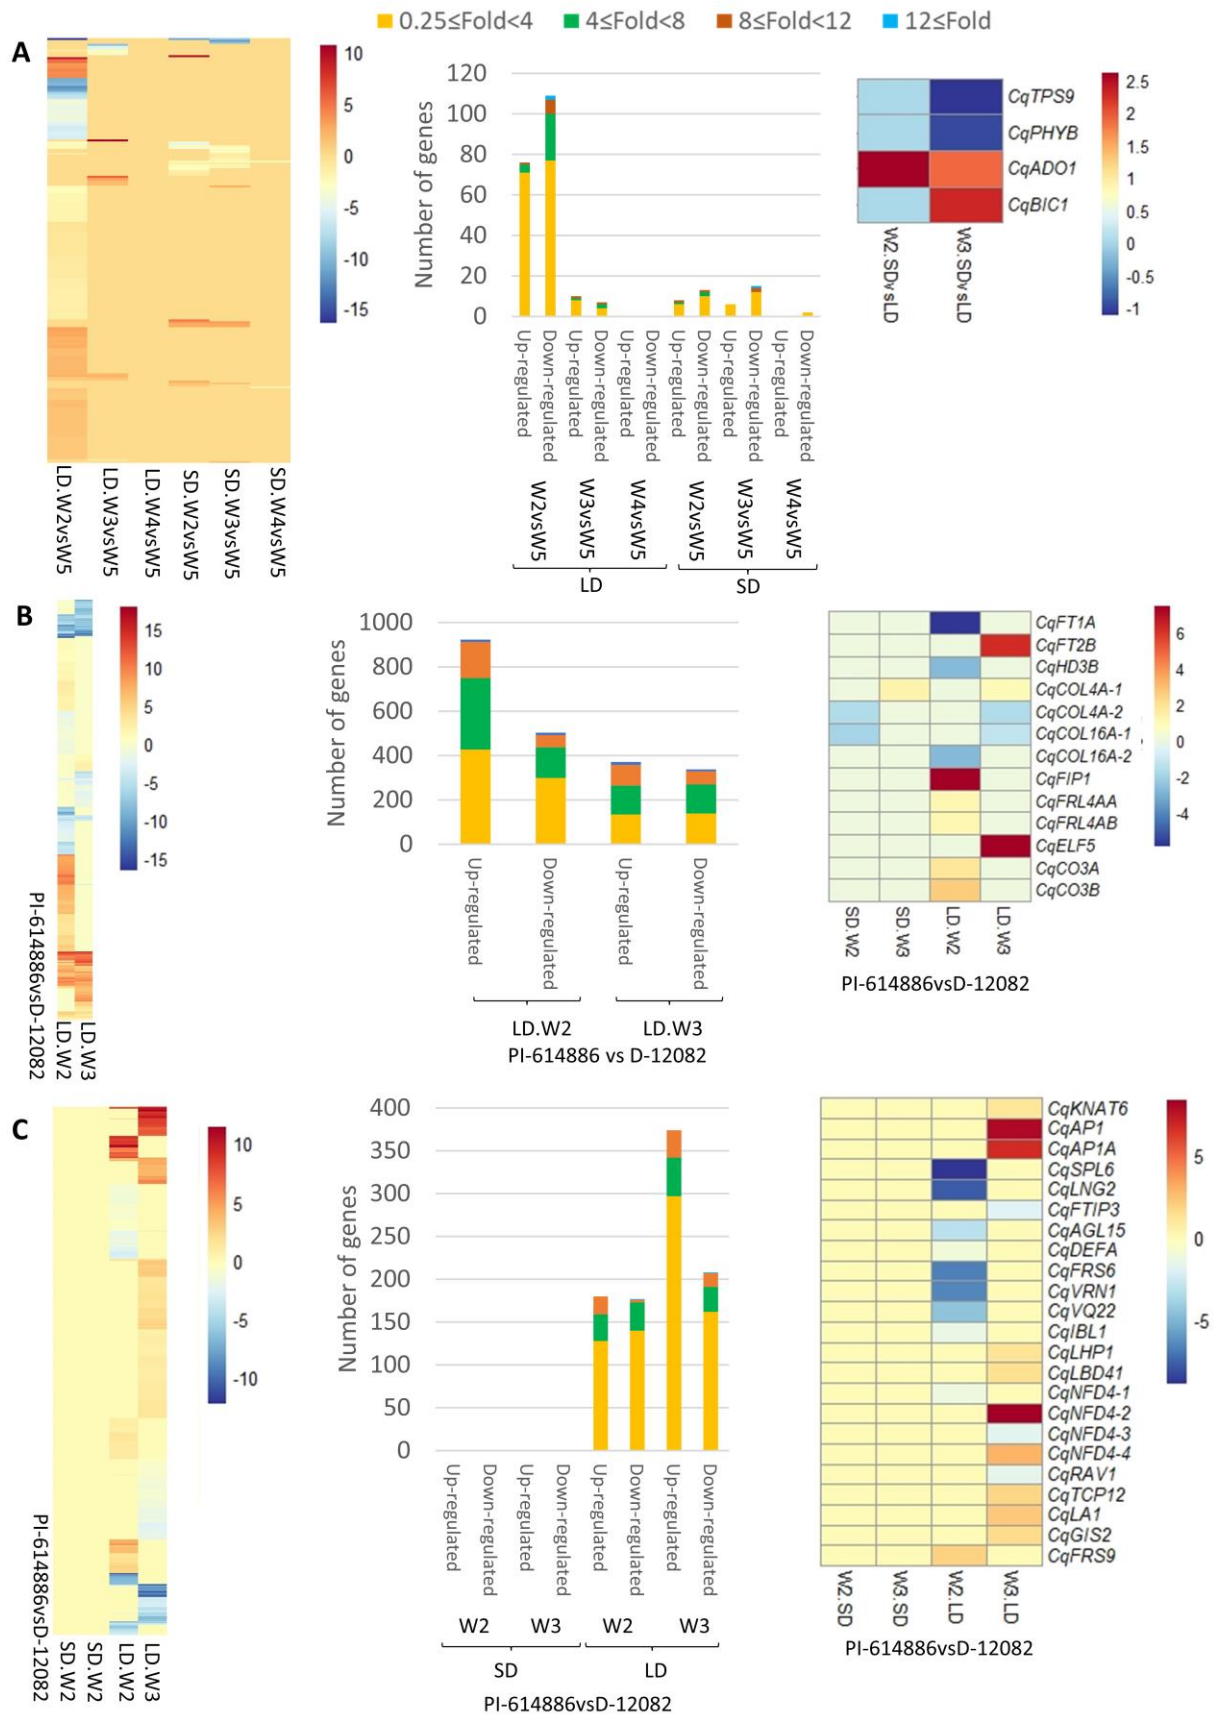 0.25≤Fold<4 4≤Fold<8 8≤Fold<12 12≤Fold
A
10
5
0
-5
-10
-15
LD.W2vsW5
LD.W3vsW5
LD.W4vsW5
SD.W2vsW5
SD.W3vsW5
SD.W4vsW5
Number of genes
120
100
80
60
40
20
0
Up-regulated
Down-regulated
Up-regulated
Down-regulated
Up-regulated
Down-regulated
Up-regulated
Down-regulated
Up-regulated
Down-regulated
Up-regulated
Down-regulated
W2vsW5
W3vsW5
W4vsW5
W2vsW5
W3vsW5
W4vsW5
LD
SD
CqTPS9
CqPHYB
CqADO1
CqBIC1
W2.SDvsLD
W3.SDvsLD
2.5
2
1.5
1
0.5
0
-0.5
-1
B
15
10
5
0
-5
-10
-15
PI-614886vsD-12082
LD.W2
LD.W3
Number of genes
1000
800
600
400
200
0
Up-regulated
Down-regulated
Up-regulated
Down-regulated
LD.W2
LD.W3
PI-614886 vs D-12082
CqFT1A
CqFT2B
CqHD3B
CqCOL4A-1
CqCOL4A-2
CqCOL16A-1
CqCOL16A-2
CqFIP1
CqFRL4AA
CqFRL4AB
CqELF5
CqCO3A
CqCO3B
SD.W2
SD.W3
LD.W2
LD.W3
PI-614886vsD-12082
6
4
2
0
-2
-4
C
10
5
0
-5
-10
PI-614886vsD-12082
SD.W2
SD.W2
LD.W2
LD.W3
Number of genes
400
350
300
250
200
150
100
50
0
Up-regulated
Down-regulated
Up-regulated
Down-regulated
Up-regulated
Down-regulated
Up-regulated
Down-regulated
W2
W3
W2
W3
SD
LD
PI-614886vsD-12082
CqKNAT6
CqAP1
CqAP1A
CqSPL6
CqLNG2
CqFTIP3
CqAGL15
CqDEFA
CqFRS6
CqVRN1
CqVQ22
CqIBL1
CqLHP1
CqLBD41
CqNFD4-1
CqNFD4-2
CqNFD4-3
CqNFD4-4
CqRAV1
CqTCP12
CqLA1
CqGIS2
CqFRS9
W2.SD
W3.SD
W2.LD
W3.LD
PI-614886vsD-12082
5
0
-5